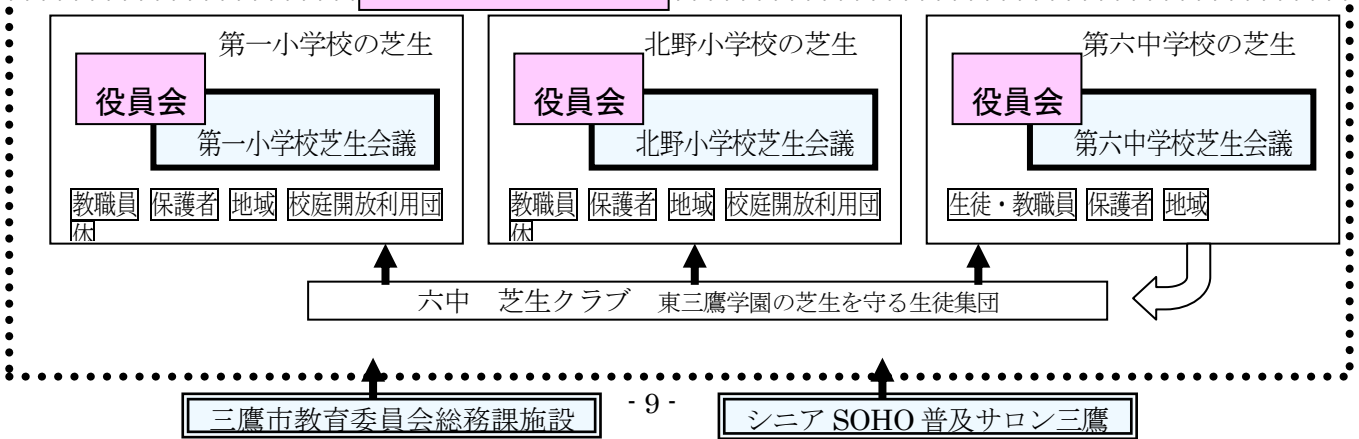 第一小学校の芝生
役員会
第一小学校芝生会議
教職員 保護者 地域 校庭開放利用団
北野小学校の芝生
役員会
北野小学校芝生会議
教職員 保護者 地域 校庭開放利用団
第六中学校の芝生
役員会
第六中学校芝生会議
生徒・教職員 保護者 地域
六中 芝生クラブ 東三鷹学園の芝生を守る生徒集団
三鷹市教育委員会総務課施設
- 9 -
シニア SOHO 普及サロン三鷹